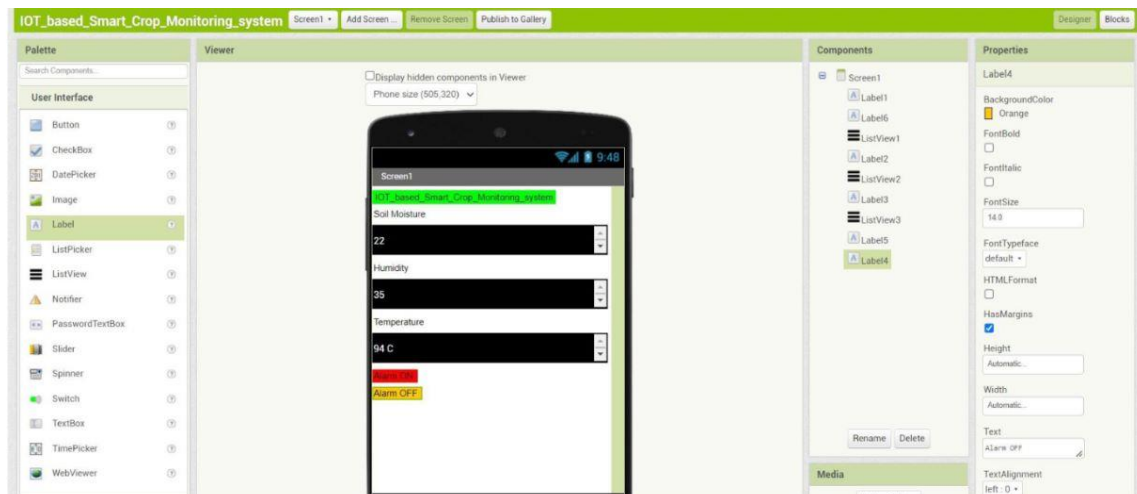 IOT_based_Smart_Crop_Monitoring_system Screen1 Add Screen ... Remove Screen Publish to Gallery Designer Blocks
Palette
Search Components...
User Interface
Button
CheckBox
DatePicker
Image
Label
ListPicker
ListView
Notifier
PasswordTextBox
Slider
Spinner
Switch
TextBox
TimePicker
WebViewer
Viewer
Display hidden components in Viewer
Phone size (505,320)
9:48
Screen1
IOT_based_Smart_Crop_Monitoring_system
Soil Moisture
22
Humidity
35
Temperature
94 C
Alarm ON
Alarm OFF
Components
Screen1
Label1
Label6
ListView1
Label2
ListView2
Label3
ListView3
Label5
Label4
Rename Delete
Media
Properties
Label4
BackgroundColor
Orange
FontBold
FontItalic
FontSize
14.0
FontTypeface
default
HTMLFormat
HasMargins
Height
Automatic...
Width
Automatic...
Text
Alarm OFF
TextAlignment
left : 0